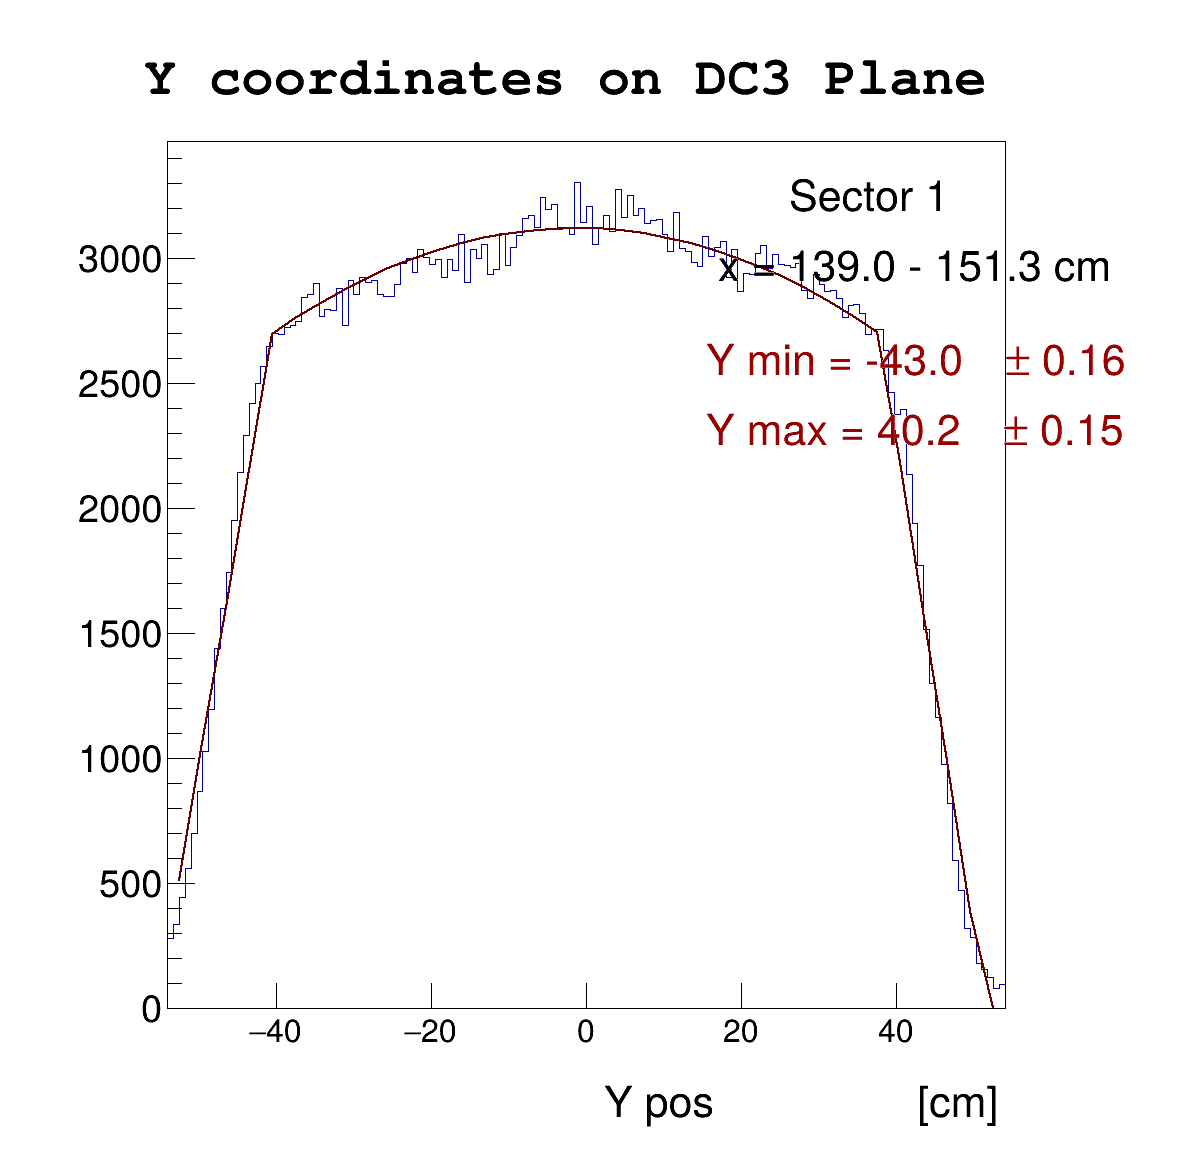 Y coordinates on DC3 Plane
Sector 1
x = 139.0 - 151.3 cm
Y min = -43.0 ± 0.16
Y max = 40.2 ± 0.15
3000
2500
2000
1500
1000
500
0
−40 −20 0 20 40
Y pos [cm]